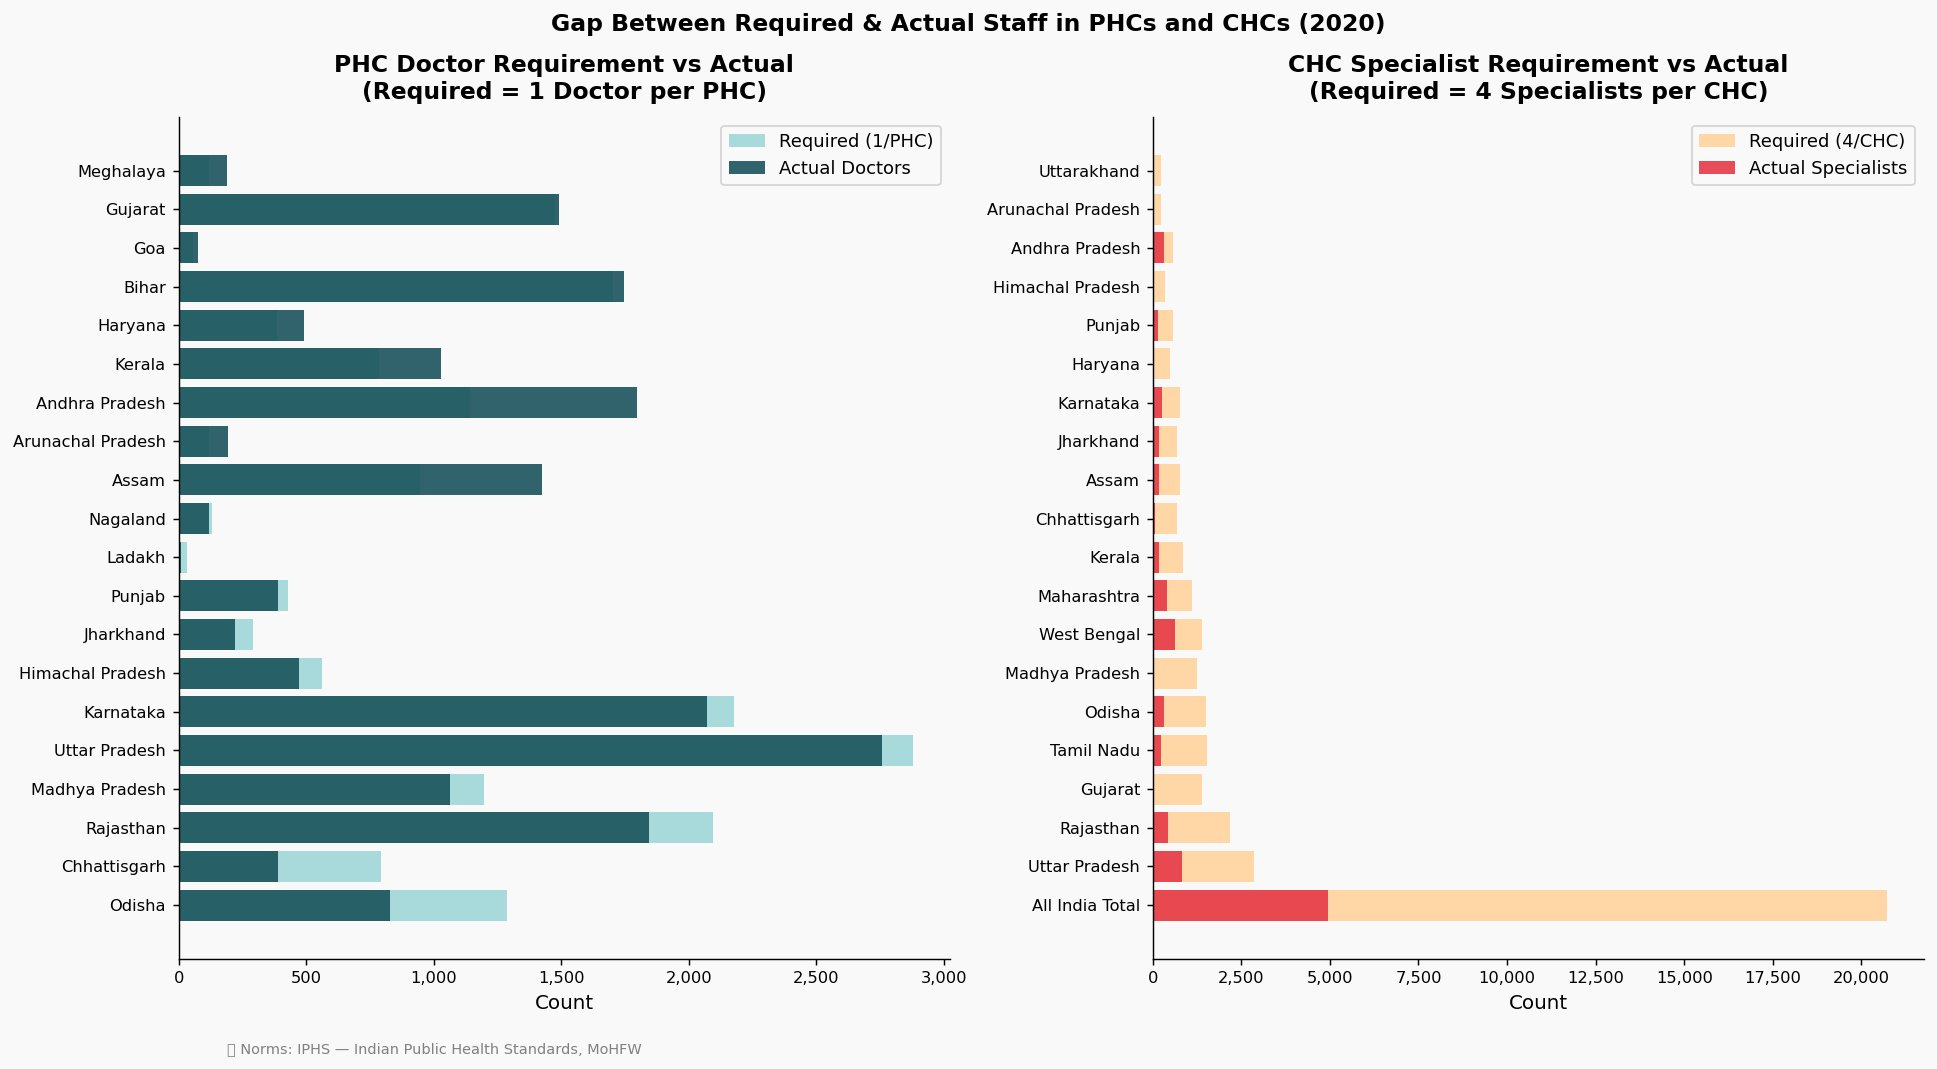 Gap Between Required & Actual Staff in PHCs and CHCs (2020)
PHC Doctor Requirement vs Actual
(Required = 1 Doctor per PHC)
Required (1/PHC)
Actual Doctors
Meghalaya
Gujarat
Goa
Bihar
Haryana
Kerala
Andhra Pradesh
Arunachal Pradesh
Assam
Nagaland
Ladakh
Punjab
Jharkhand
Himachal Pradesh
Karnataka
Uttar Pradesh
Madhya Pradesh
Rajasthan
Chhattisgarh
Odisha
0 500 1,000 1,500 2,000 2,500 3,000
Count
CHC Specialist Requirement vs Actual
(Required = 4 Specialists per CHC)
Required (4/CHC)
Actual Specialists
Uttarakhand
Arunachal Pradesh
Andhra Pradesh
Himachal Pradesh
Punjab
Haryana
Karnataka
Jharkhand
Assam
Chhattisgarh
Kerala
Maharashtra
West Bengal
Madhya Pradesh
Odisha
Tamil Nadu
Gujarat
Rajasthan
Uttar Pradesh
All India Total
0 2,500 5,000 7,500 10,000 12,500 15,000 17,500 20,000
Count
Norms: IPHS — Indian Public Health Standards, MoHFW